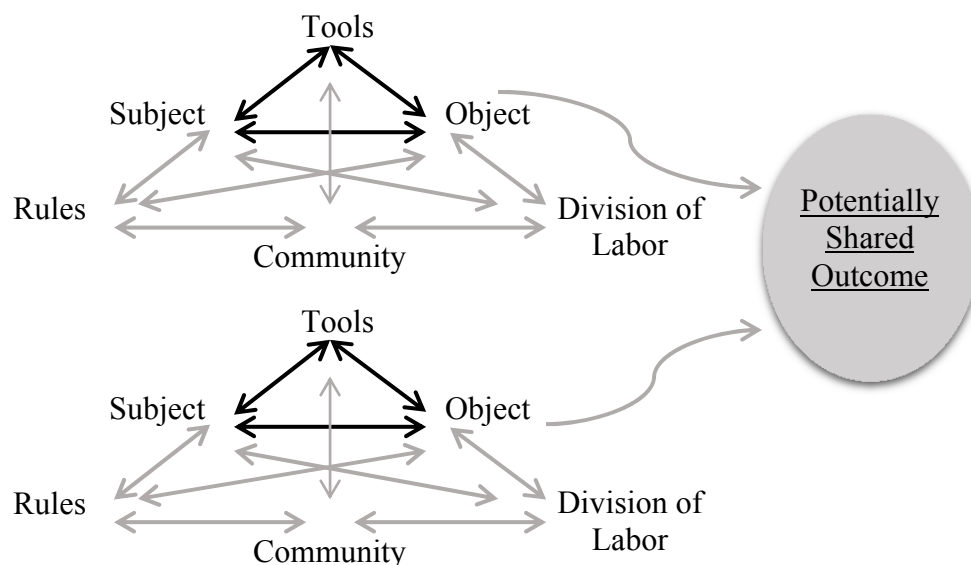 Tools
Subject
Object
Rules
Division of
Labor
Community
Potentially
Shared
Outcome
Tools
Subject
Object
Rules
Division of
Labor
Community